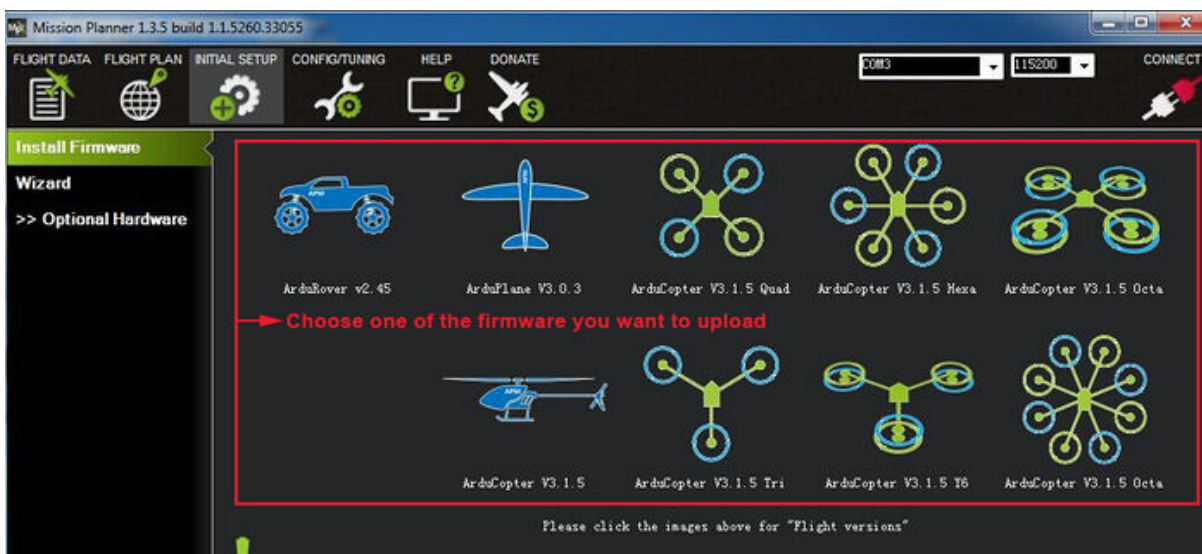 Mission Planner 1.3.5 build 1.1.5260.33055
FLIGHT DATA FLIGHT PLAN INITIAL SETUP CONFIG/TUNING HELP DONATE COM3 115200 CONNECT
Install Firmware
Wizard
>> Optional Hardware
ArduRover v2.45 ArduPlane V3.0.3 ArduCopter V3.1.5 Quad ArduCopter V3.1.5 Hexa ArduCopter V3.1.5 Octa
Choose one of the firmware you want to upload
ArduCopter V3.1.5 ArduCopter V3.1.5 Tri ArduCopter V3.1.5 Y6 ArduCopter V3.1.5 Octa
Please click the images above for "Flight versions"